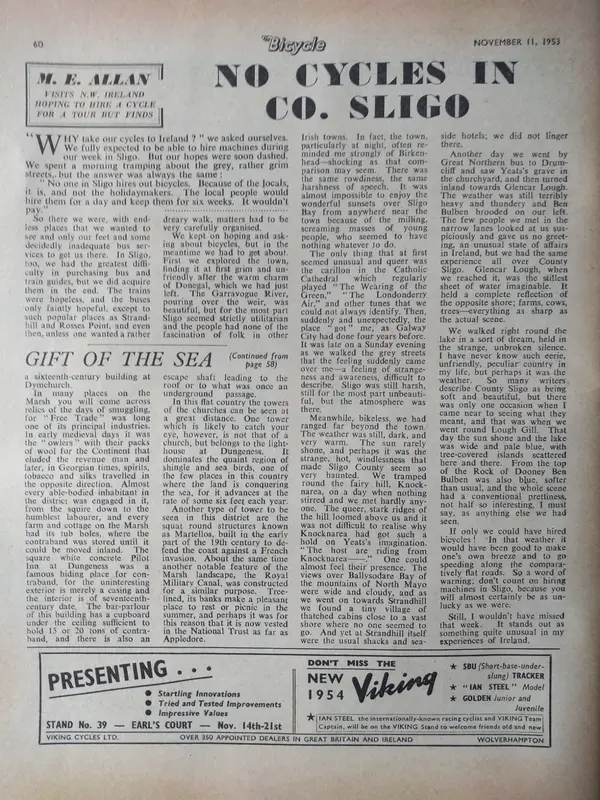 60
The Bicycle
NOVEMBER 11, 1953
M. E. ALLAN
VISITS N.W. IRELAND
HOPING TO HIRE A CYCLE
FOR A TOUR BUT FINDS
NO CYCLES IN
CO. SLIGO
"WHY take our cycles to Ireland ?" we asked ourselves.
We fully expected to be able to hire machines during
our week in Sligo. But our hopes were soon dashed.
We spent a morning tramping about the grey, rather grim
streets, but the answer was always the same :
" No one in Sligo hires out bicycles. Because of the locals,
it is, and not the holidaymakers. The local people would
hire them for a day and keep them for six weeks. It wouldn't
pay."
So there we were, with end-
less places that we wanted to
see and only our feet and some
decidedly inadequate bus ser-
vices to get us there. In Sligo,
too, we had the greatest diffi-
culty in purchasing bus and
train guides, but we did acquire
them in the end. The trains
were hopeless, and the buses
only faintly hopeful, except to
such popular places as Strand-
hill and Rosses Point, and even
then, unless one wanted a rather
dreary walk, matters had to be
very carefully organised.
We kept on hoping and ask-
ing about bicycles, but in the
meantime we had to get about.
First we explored the town,
finding it at first grim and un-
friendly after the warm charm
of Donegal, which we had just
left. The Garravogue River,
pouring over the weir, was
beautiful, but for the most part
Sligo seemed strictly utilitarian
and the people had none of the
fascination of folk in other
Irish towns. In fact, the town,
particularly at night, often re-
minded me strongly of Birken-
head—shocking as that com-
parison may seem. There was
the same rowdiness, the same
harshness of speech. It was
almost impossible to enjoy the
wonderful sunsets over Sligo
Bay from anywhere near the
town because of the milling,
screaming masses of young
people, who seemed to have
nothing whatever to do.
The only thing that at first
seemed unusual and queer was
the carillon in the Catholic
Cathedral which regularly
played "The Wearing of the
Green," "The Londonderry
Air," and other tunes that we
could not always identify. Then,
suddenly and unexpectedly, the
place "got" me, as Galway
City had done four years before.
It was late on a Sunday evening
as we walked the grey streets
that the feeling suddenly came
over me—a feeling of strange-
ness and awareness, difficult to
describe. Sligo was still harsh,
still for the most part unbeauti-
ful, but the atmosphere was
there.
Meanwhile, bikeless, we had
ranged far beyond the town.
The weather was still, dark, and
very warm. The sun rarely
shone, and perhaps it was the
strange, hot, windlessness that
made Sligo County seem so
very haunted. We tramped
round the fairy hill, Knock-
narea, on a day when nothing
stirred and we met hardly any-
one. The queer, stark ridges of
the hill loomed above us and it
was not difficult to realise why
Knocknarea had got such a
hold on Yeats's imagination.
"The host are riding from
Knocknarea——" One could
almost feel their presence. The
views over Ballysodare Bay of
the mountains of North Mayo
were wide and cloudy, and as
we went on towards Strandhill
we found a tiny village of
thatched cabins close to a vast
shore where no one seemed to
go. And yet at Strandhill itself
were the usual shacks and sea-
side hotels; we did not linger
there.
Another day we went by
Great Northern bus to Drum-
cliff and saw Yeats's grave in
the churchyard, and then turned
inland towards Glencar Lough.
The weather was still terribly
heavy and thundery and Ben
Bulben brooded on our left.
The few people we met in the
narrow lanes looked at us sus-
piciously and gave us no greet-
ing, an unusual state of affairs
in Ireland, but we had the same
experience all over County
Sligo. Glencar Lough, when
we reached it, was the stillest
sheet of water imaginable. It
held a complete reflection of
the opposite shore; farms, cows,
trees—everything as sharp as
the actual scene.
We walked right round the
lake in a sort of dream, held in
the strange, unbroken silence.
I have never know such eerie,
unfriendly, peculiar country in
my life, but perhaps it was the
weather. So many writers
describe County Sligo as being
soft and beautiful, but there
was only one occasion when I
came near to seeing what they
meant, and that was when we
went round Lough Gill. That
day the sun shone and the lake
was wide and pale blue, with
tree-covered islands scattered
here and there. From the top
of the Rock of Dooney Ben
Bulben was also blue, softer
than usual, and the whole scene
had a conventional prettiness,
not half so interesting, I must
say, as anything else we had
seen.
If only we could have hired
bicycles! In that weather it
would have been good to make
one's own breeze and to go
speeding along the compara-
tively flat roads. So a word of
warning; don't count on hiring
machines in Sligo, because you
will almost certainly be as un-
lucky as we were.
Still, I wouldn't have missed
that week. It stands out as
something quite unusual in my
experiences of Ireland.
GIFT OF THE SEA
(Continued from
page 58)
a sixteenth-century building at
Dymchurch.
In many places on the
Marsh you will come across
relics of the days of smuggling,
for "Free Trade" was long
one of its principal industries.
In early medieval days it was
the "owlers" with their packs
of wool for the Continent that
eluded the revenue man and
later, in Georgian times, spirits,
tobacco and silks travelled in
the opposite direction. Almost
every able-bodied inhabitant in
the district was engaged in it,
from the squire down to the
humblest labourer, and every
farm and cottage on the Marsh
had its tub holes, where the
contraband was stored until it
could be moved inland. The
square white concrete Pilot
Inn at Dungeness was a
famous hiding place for con-
traband, for the uninteresting
exterior is merely a casing and
the interior is of seventeenth-
century date. The bar-parlour
of this building has a cupboard
under the ceiling sufficient to
hold 15 or 20 tons of contra-
band, and there is also an
escape shaft leading to the
roof or to what was once an
underground passage.
In this flat country the towers
of the churches can be seen at
a great distance. One tower
which is likely to catch your
eye, however, is not that of a
church, but belongs to the light-
house at Dungeness. It
dominates the quaint region of
shingle and sea birds, one of
the few places in this country
where the land is conquering
the sea, for it advances at the
rate of some six feet each year.
Another type of tower to be
seen in this district are the
squat round structures known
as Martellos, built in the early
part of the 19th century to de-
fend the coast against a French
invasion. About the same time
another notable feature of the
Marsh landscape, the Royal
Military Canal, was constructed
for a similar purpose. Tree-
lined, its banks make a pleasant
place to rest or picnic in the
summer, and perhaps it was for
this reason that it is now vested
in the National Trust as far as
Appledore.
PRESENTING . . .
● Startling Innovations
● Tried and Tested Improvements
● Impressive Values
STAND No. 39 — EARL'S COURT — Nov. 14th-21st
DON'T MISS THE
NEW
1954
Viking
★ SBU (Short-base-under-
slung) TRACKER
★ "IAN STEEL" Model
★ GOLDEN Junior and
Juvenile
★ IAN STEEL the internationally-known racing cyclist and VIKING Team
Captain, will be on the VIKING Stand to welcome friends old and new
VIKING CYCLES LTD.
OVER 350 APPOINTED DEALERS IN GREAT BRITAIN AND IRELAND
WOLVERHAMPTON